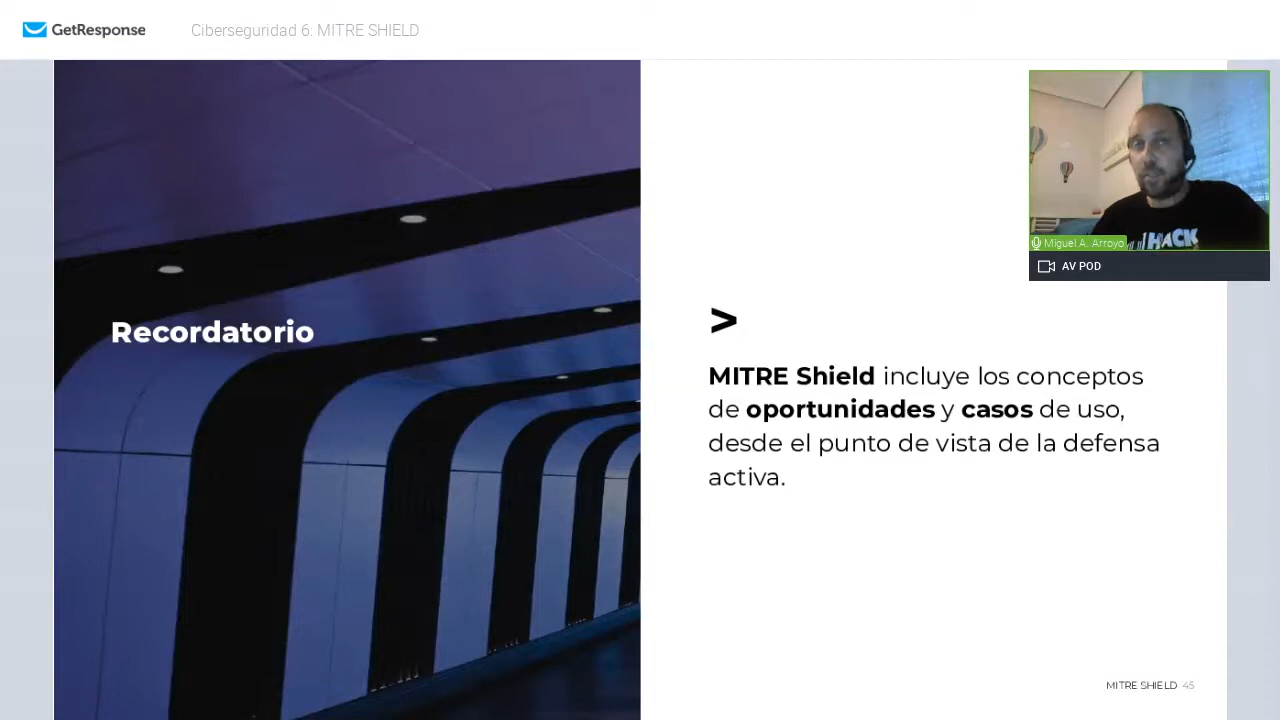 GetResponse
Ciberseguridad 6: MITRE SHIELD
Miguel A. Arroyo
HACK
AV POD
Recordatorio
>
MITRE Shield incluye los conceptos
de oportunidades y casos de uso,
desde el punto de vista de la defensa
activa.
MITRE SHIELD 45